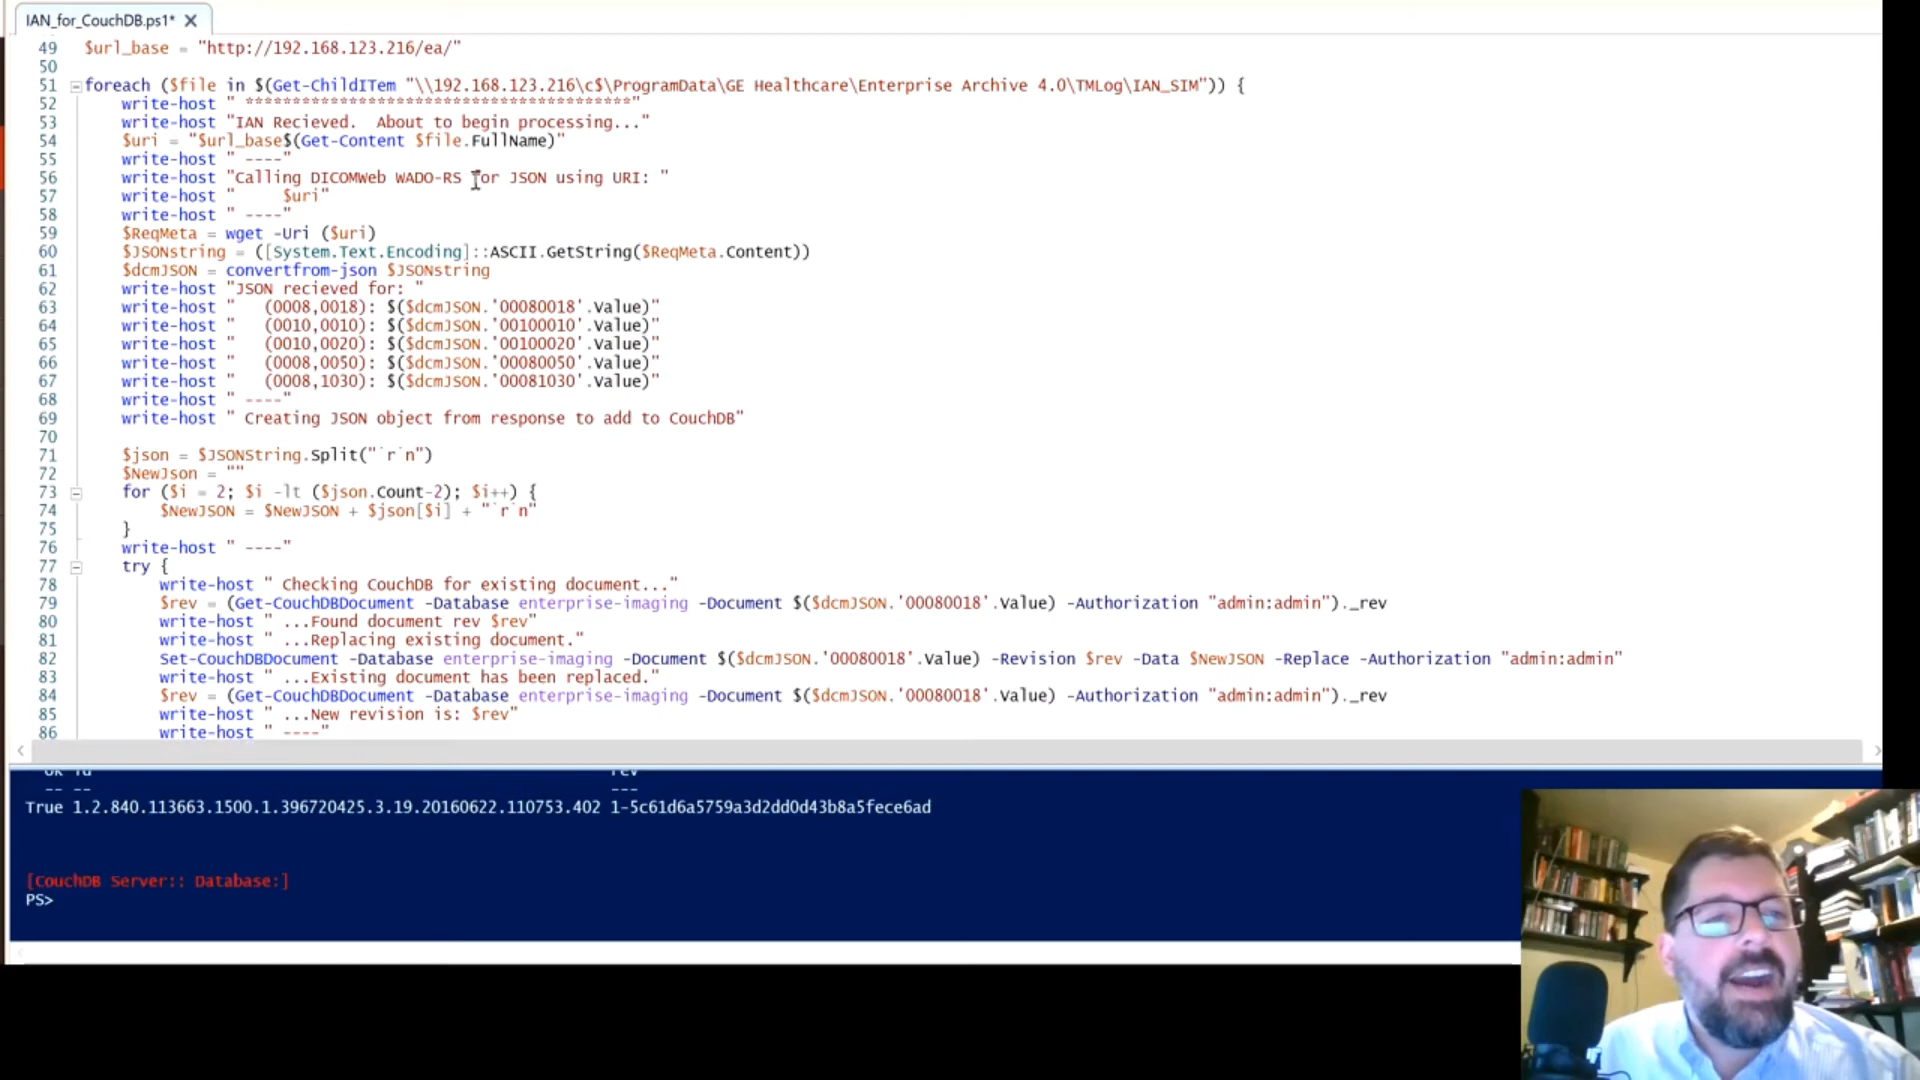 IAN_for_CouchDB.ps1* X
49 $url_base = "http://192.168.123.216/ea/"
50
51 foreach ($file in $(Get-ChildITem "\\192.168.123.216\c$\ProgramData\GE Healthcare\Enterprise Archive 4.0\TMLog\IAN_SIM")) {
52 write-host " *****************************************"
53 write-host "IAN Recieved.  About to begin processing..."
54 $uri = "$url_base$(Get-Content $file.FullName)"
55 write-host " ----"
56 write-host "Calling DICOMWeb WADO-RS for JSON using URI: "
57 write-host "     $uri"
58 write-host " ----"
59 $ReqMeta = wget -Uri ($uri)
60 $JSONstring = ([System.Text.Encoding]::ASCII.GetString($ReqMeta.Content))
61 $dcmJSON = convertfrom-json $JSONstring
62 write-host "JSON recieved for: "
63 write-host "   (0008,0018): $($dcmJSON.'00080018'.Value)"
64 write-host "   (0010,0010): $($dcmJSON.'00100010'.Value)"
65 write-host "   (0010,0020): $($dcmJSON.'00100020'.Value)"
66 write-host "   (0008,0050): $($dcmJSON.'00080050'.Value)"
67 write-host "   (0008,1030): $($dcmJSON.'00081030'.Value)"
68 write-host " ----"
69 write-host " Creating JSON object from response to add to CouchDB"
70
71 $json = $JSONString.Split("`r`n")
72 $NewJson = ""
73 for ($i = 2; $i -lt ($json.Count-2); $i++) {
74 $NewJSON = $NewJSON + $json[$i] + "`r`n"
75 }
76 write-host " ----"
77 try {
78 write-host " Checking CouchDB for existing document..."
79 $rev = (Get-CouchDBDocument -Database enterprise-imaging -Document $($dcmJSON.'00080018'.Value) -Authorization "admin:admin")._rev
80 write-host " ...Found document rev $rev"
81 write-host " ...Replacing existing document."
82 Set-CouchDBDocument -Database enterprise-imaging -Document $($dcmJSON.'00080018'.Value) -Revision $rev -Data $NewJSON -Replace -Authorization "admin:admin"
83 write-host " ...Existing document has been replaced."
84 $rev = (Get-CouchDBDocument -Database enterprise-imaging -Document $($dcmJSON.'00080018'.Value) -Authorization "admin:admin")._rev
85 write-host " ...New revision is: $rev"
86 write-host " ----"
ok id rev
-- -- ---
True 1.2.840.113663.1500.1.396720425.3.19.20160622.110753.402 1-5c61d6a5759a3d2dd0d43b8a5fece6ad
[CouchDB Server:: Database:]
PS>